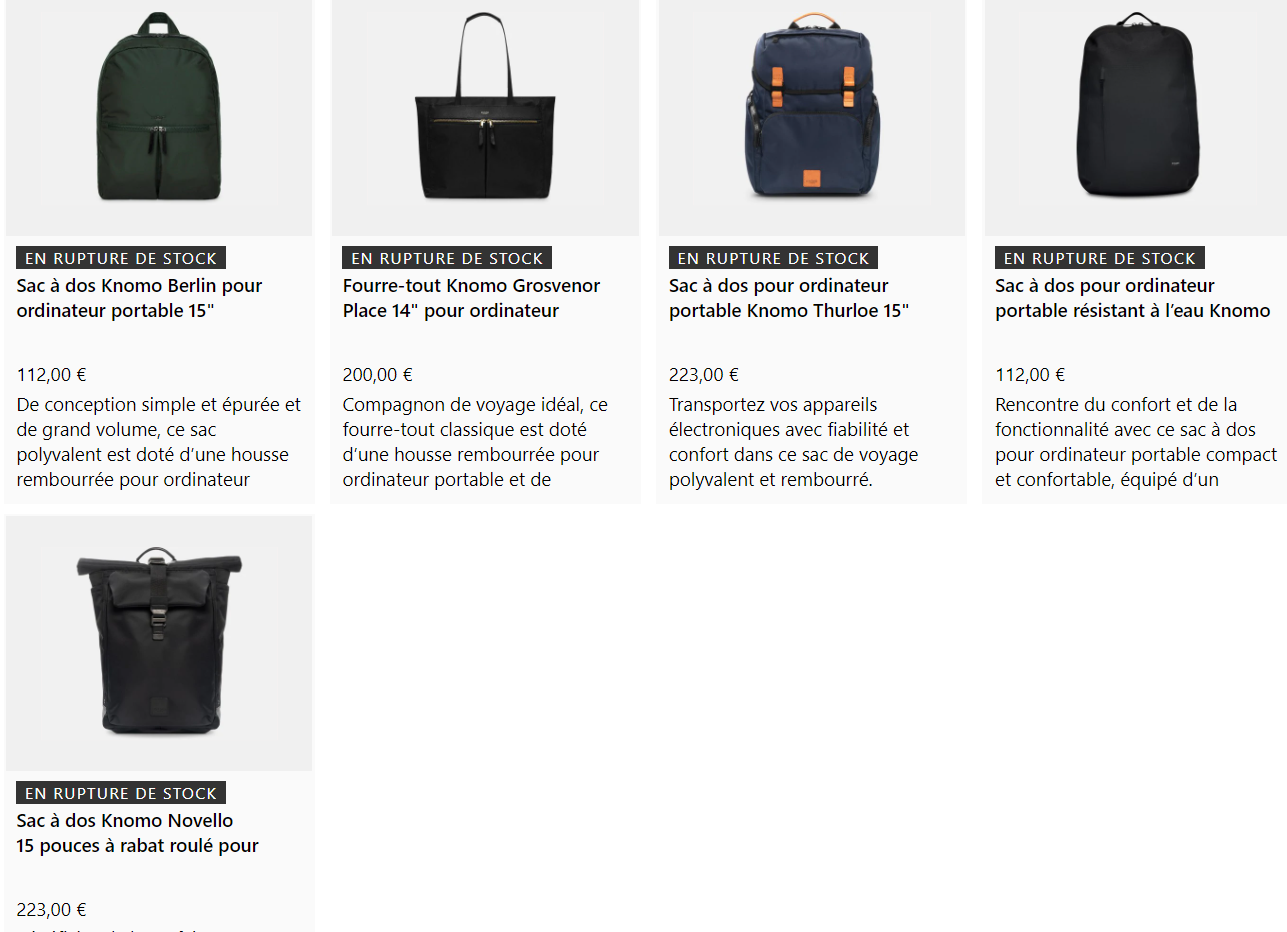 EN RUPTURE DE STOCK
Sac à dos Knomo Berlin pour
ordinateur portable 15"
112,00 €
De conception simple et épurée et
de grand volume, ce sac
polyvalent est doté d’une housse
rembourrée pour ordinateur
EN RUPTURE DE STOCK
Fourre-tout Knomo Grosvenor
Place 14" pour ordinateur
200,00 €
Compagnon de voyage idéal, ce
fourre-tout classique est doté
d’une housse rembourrée pour
ordinateur portable et de
EN RUPTURE DE STOCK
Sac à dos pour ordinateur
portable Knomo Thurloe 15"
223,00 €
Transportez vos appareils
électroniques avec fiabilité et
confort dans ce sac de voyage
polyvalent et rembourré.
EN RUPTURE DE STOCK
Sac à dos pour ordinateur
portable résistant à l’eau Knomo
112,00 €
Rencontre du confort et de la
fonctionnalité avec ce sac à dos
pour ordinateur portable compact
et confortable, équipé d’un
EN RUPTURE DE STOCK
Sac à dos Knomo Novello
15 pouces à rabat roulé pour
223,00 €